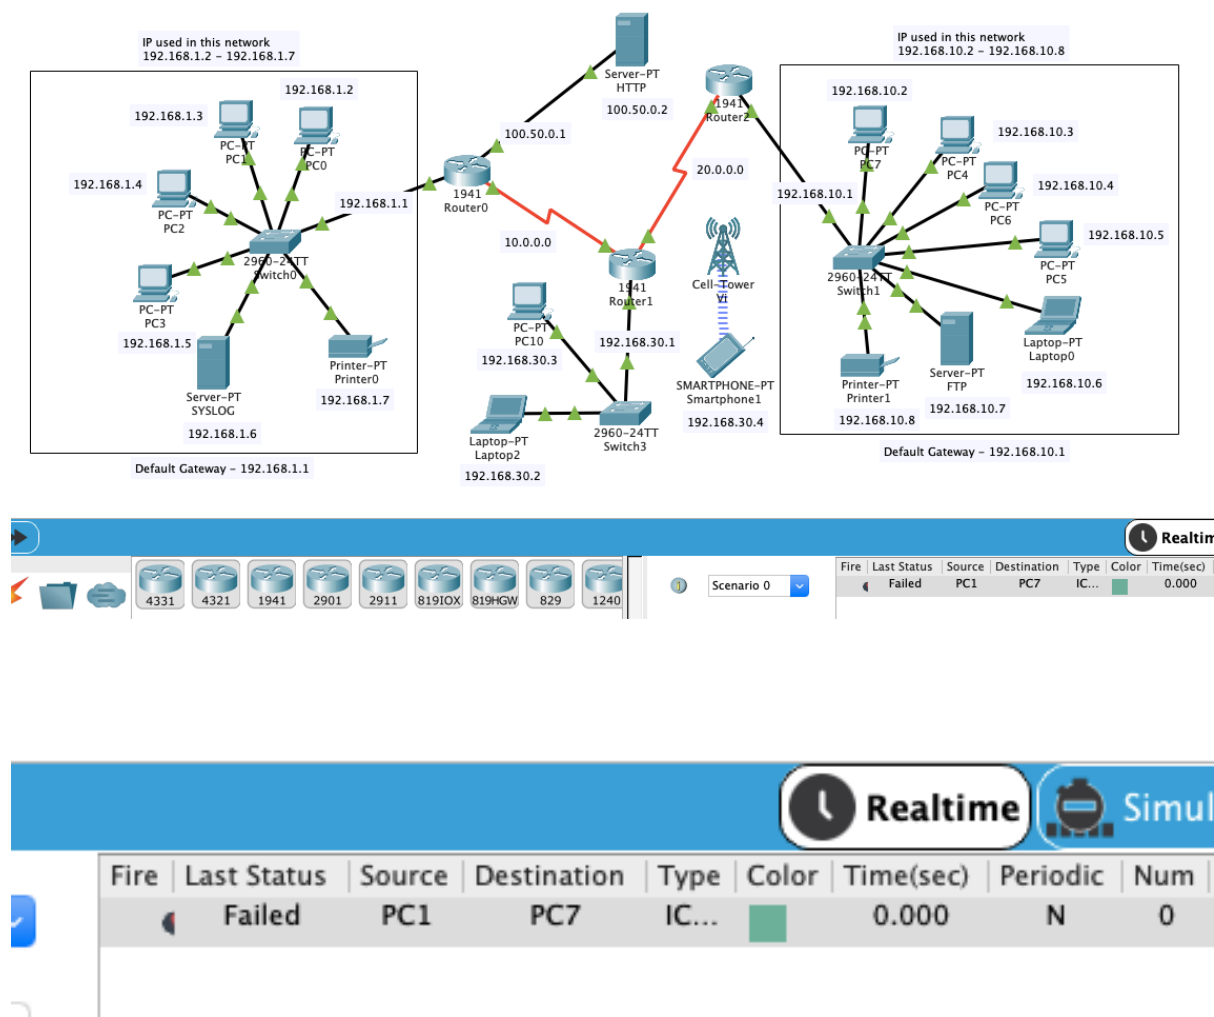 IP used in this network
192.168.1.2 – 192.168.1.7
192.168.1.2
192.168.1.3
PC-PT
PC1
PC-PT
PC0
192.168.1.4
PC-PT
PC2
192.168.1.1
2960-24TT
Switch0
PC-PT
PC3
192.168.1.5
Server-PT
SYSLOG
192.168.1.6
Printer-PT
Printer0
192.168.1.7
Default Gateway – 192.168.1.1
Server-PT
HTTP
100.50.0.2
100.50.0.1
1941
Router0
10.0.0.0
1941
Router2
20.0.0.0
1941
Router1
Cell-Tower
PC-PT
PC10
192.168.30.3
192.168.30.1
SMARTPHONE-PT
Smartphone1
192.168.30.4
2960-24TT
Switch3
Laptop-PT
Laptop2
192.168.30.2
IP used in this network
192.168.10.2 – 192.168.10.8
192.168.10.2
PC-PT
PC7
192.168.10.3
PC-PT
PC4
192.168.10.4
PC-PT
PC6
192.168.10.1
192.168.10.5
PC-PT
PC5
2960-24TT
Switch1
Laptop-PT
Laptop0
192.168.10.6
Server-PT
FTP
192.168.10.7
Printer-PT
Printer1
192.168.10.8
Default Gateway – 192.168.10.1
Realtim
4331 4321 1941 2901 2911 819IOX 819HGW 829 1240
Scenario 0
Fire Last Status Source Destination Type Color Time(sec)
Failed PC1 PC7 IC... 0.000
Realtime Simul
Fire Last Status Source Destination Type Color Time(sec) Periodic Num
Failed PC1 PC7 IC... 0.000 N 0